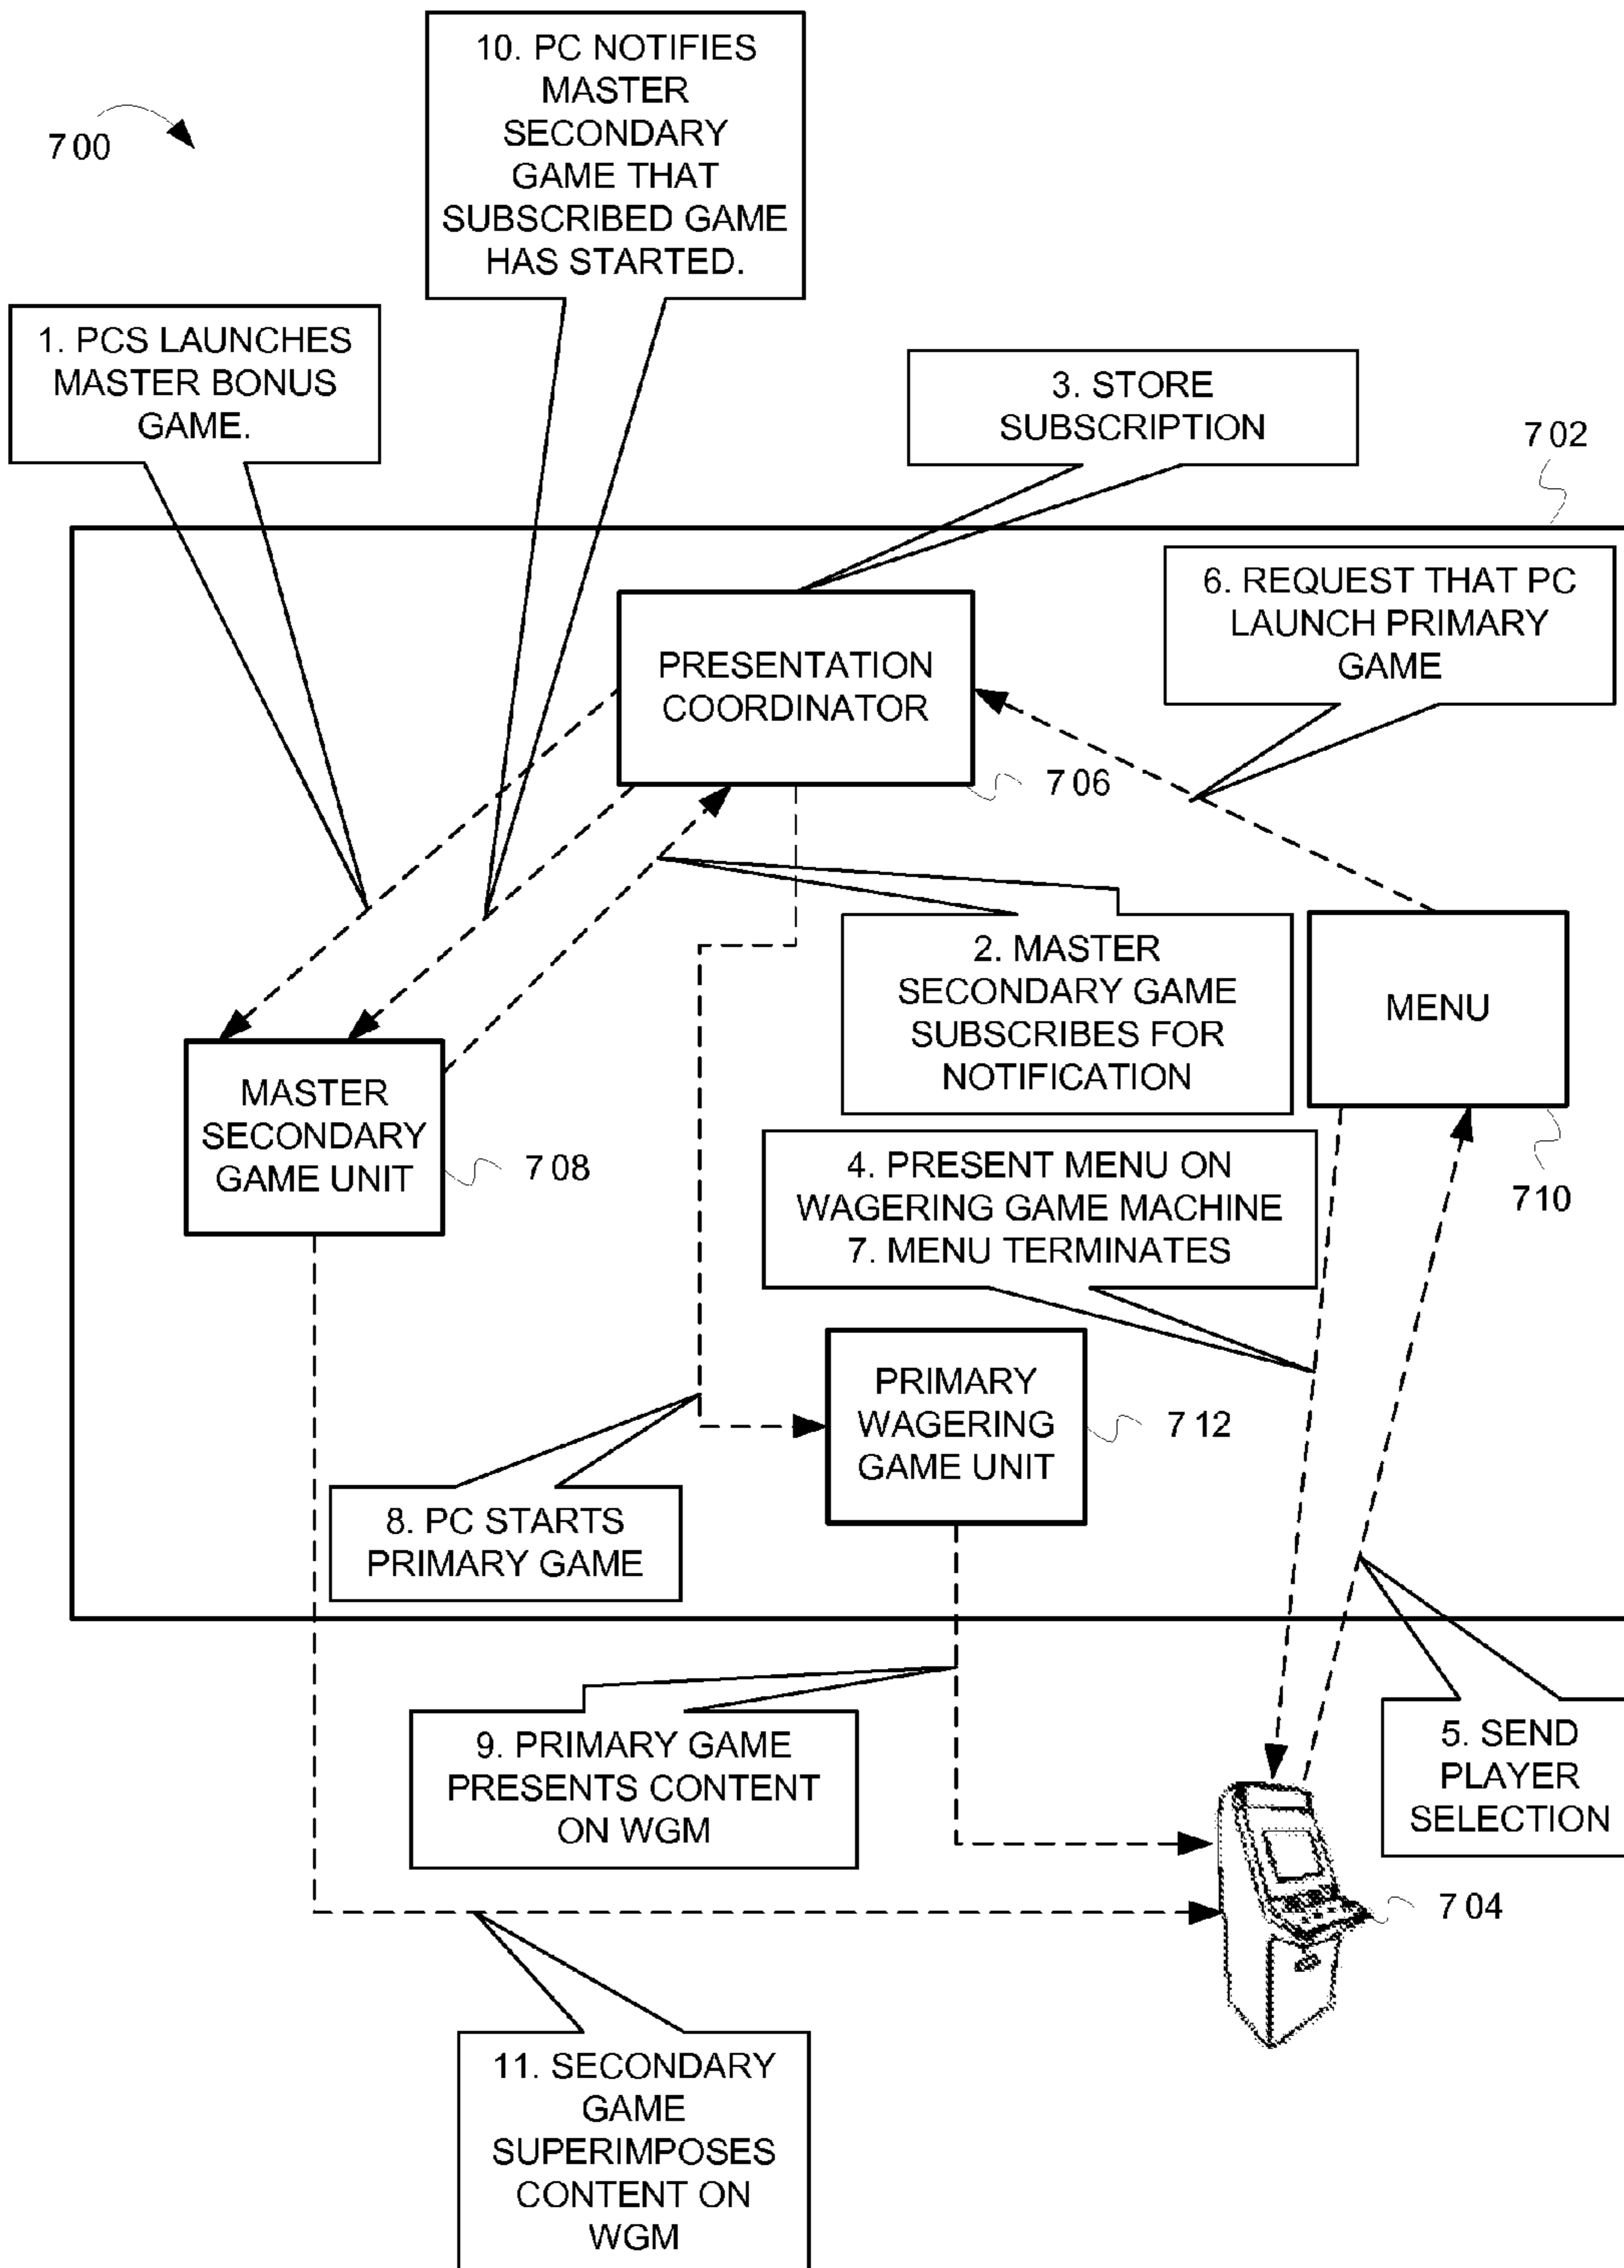 10. PC NOTIFIES
MASTER
SECONDARY
GAME THAT
SUBSCRIBED GAME
HAS STARTED.
700
1. PCS LAUNCHES
MASTER BONUS
GAME.
3. STORE
SUBSCRIPTION
702
6. REQUEST THAT PC
LAUNCH PRIMARY
GAME
PRESENTATION
COORDINATOR
706
2. MASTER
SECONDARY GAME
SUBSCRIBES FOR
NOTIFICATION
MENU
710
MASTER
SECONDARY
GAME UNIT
708
4. PRESENT MENU ON
WAGERING GAME MACHINE
7. MENU TERMINATES
PRIMARY
WAGERING
GAME UNIT
712
8. PC STARTS
PRIMARY GAME
9. PRIMARY GAME
PRESENTS CONTENT
ON WGM
5. SEND
PLAYER
SELECTION
704
11. SECONDARY
GAME
SUPERIMPOSES
CONTENT ON
WGM